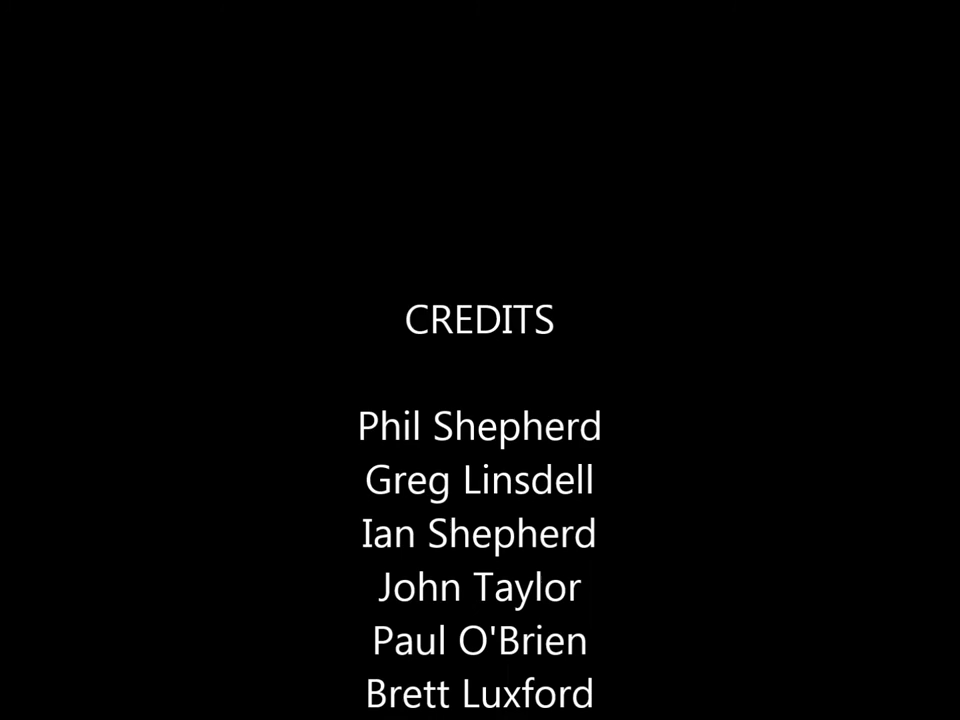 CREDITS
Phil Shepherd
Greg Linsdell
Ian Shepherd
John Taylor
Paul O'Brien
Brett Luxford